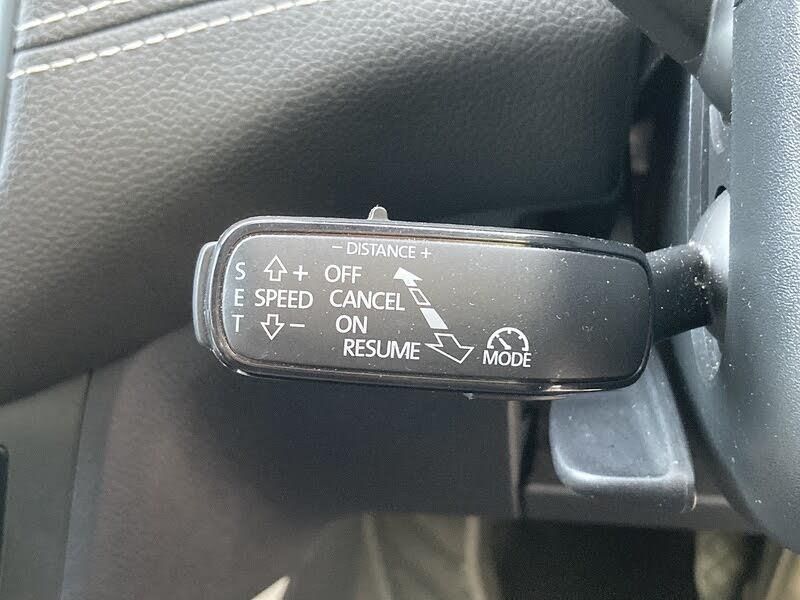 − DISTANCE +
S + OFF
E SPEED CANCEL
T − ON
RESUME MODE